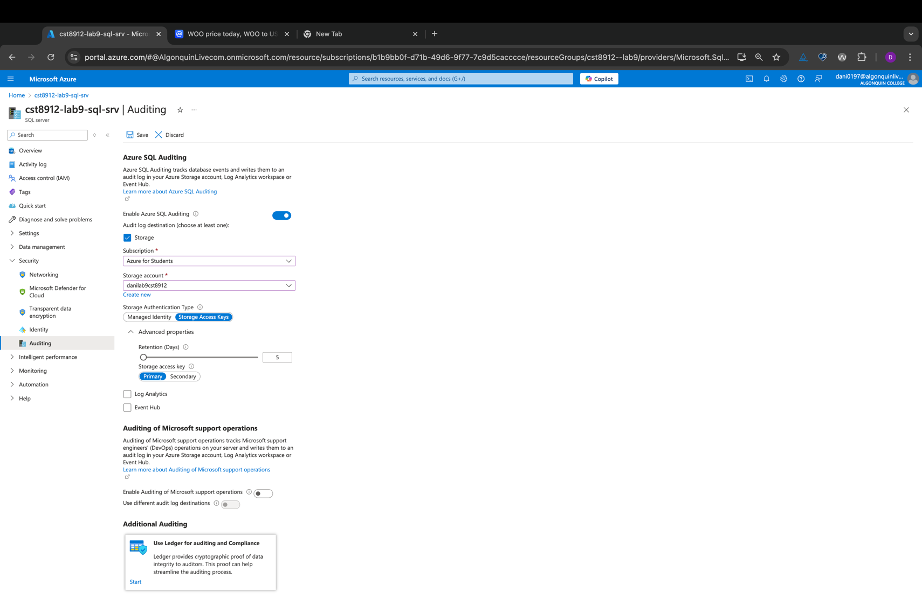 cst8912-lab9-sql-srv - Micro
WOO price today, WOO to US
New Tab
portal.azure.com/#@AlgonquinLivecom.onmicrosoft.com/resource/subscriptions/b1b9bb0f-d71b-49d6-9f77-7c9d5cacccce/resourceGroups/cst8912--lab9/providers/Microsoft.Sql...
Microsoft Azure
Search resources, services, and docs (G+/)
Copilot
dani0197@algonquinliv...
ALGONQUIN COLLEGE
Home > cst8912-lab9-sql-srv
cst8912-lab9-sql-srv | Auditing
SQL server
Search
Save
Discard
Overview
Activity log
Access control (IAM)
Tags
Quick start
Diagnose and solve problems
Settings
Data management
Security
Networking
Microsoft Defender for
Cloud
Transparent data
encryption
Identity
Auditing
Intelligent performance
Monitoring
Automation
Help
Azure SQL Auditing
Azure SQL Auditing tracks database events and writes them to an
audit log in your Azure Storage account, Log Analytics workspace or
Event Hub.
Learn more about Azure SQL Auditing
Enable Azure SQL Auditing
Audit log destination (choose at least one):
Storage
Subscription *
Azure for Students
Storage account *
danilab9cst8912
Create new
Storage Authentication Type
Managed Identity Storage Access Keys
Advanced properties
Retention (Days)
5
Storage access key
Primary Secondary
Log Analytics
Event Hub
Auditing of Microsoft support operations
Auditing of Microsoft support operations tracks Microsoft support
engineers' (DevOps) operations on your server and writes them to an
audit log in your Azure Storage account, Log Analytics workspace or
Event Hub.
Learn more about Auditing of Microsoft support operations
Enable Auditing of Microsoft support operations
Use different audit log destinations
Additional Auditing
Use Ledger for auditing and Compliance
Ledger provides cryptographic proof of data
integrity to auditors. This proof can help
streamline the auditing process.
Start